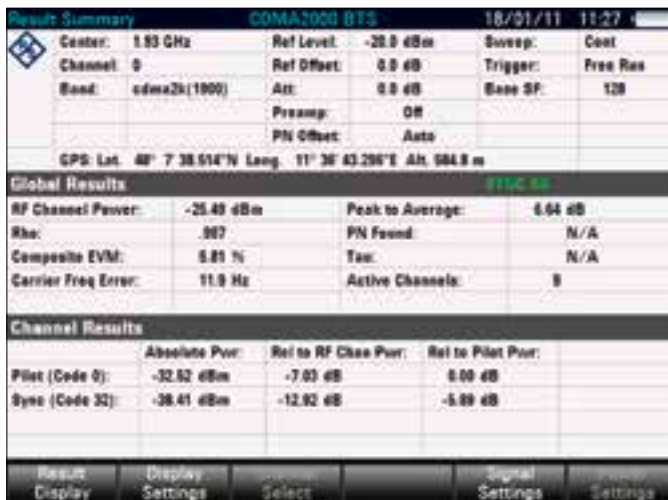 Result Summary CDMA2000 BTS 18/01/11 11:27
Center: 1.93 GHz Ref Level: -20.0 dBm Sweep: Cont
Channel: 0 Ref Offset: 0.0 dB Trigger: Free Run
Band: cdma2k(1900) Att: 0.0 dB Base SF: 128
Preamp: Off
PN Offset: Auto
GPS: Lat. 48° 7' 38.514"N Long. 11° 36' 43.296"E Alt. 584.8 m
Global Results SYNC OK
RF Channel Power: -25.49 dBm Peak to Average: 6.64 dB
Rho: .997 PN Found: N/A
Composite EVM: 5.81 % Tau: N/A
Carrier Freq Error: 11.9 Hz Active Channels: 9
Channel Results
Absolute Pwr: Rel to RF Chan Pwr: Rel to Pilot Pwr:
Pilot (Code 0): -32.52 dBm -7.03 dB 0.00 dB
Sync (Code 32): -38.41 dBm -12.92 dB -5.89 dB
Result Display Settings Select Signal Settings Settings
Display